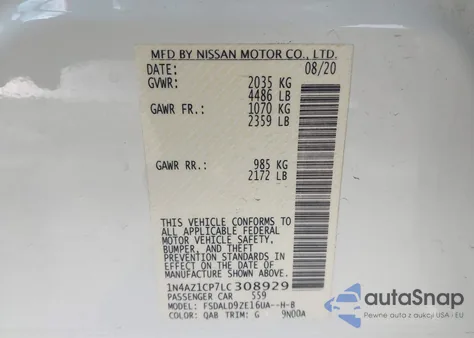 MFD BY NISSAN MOTOR CO., LTD.
DATE: 08/20
GVWR: 2035 KG
4486 LB
GAWR FR.: 1070 KG
2359 LB
GAWR RR.: 985 KG
2172 LB
THIS VEHICLE CONFORMS TO
ALL APPLICABLE FEDERAL
MOTOR VEHICLE SAFETY,
BUMPER, AND THEFT
PREVENTION STANDARDS
IN EFFECT ON THE DATE OF
MANUFACTURE SHOWN ABOVE.
1N4AZ1CP7LC308929
PASSENGER CAR 559
MODEL: FSDALD9ZE16UA--H-B
COLOR: QAB TRIM: G 9N00A
autoSnap
Pewne auta z aukcji USA i EU